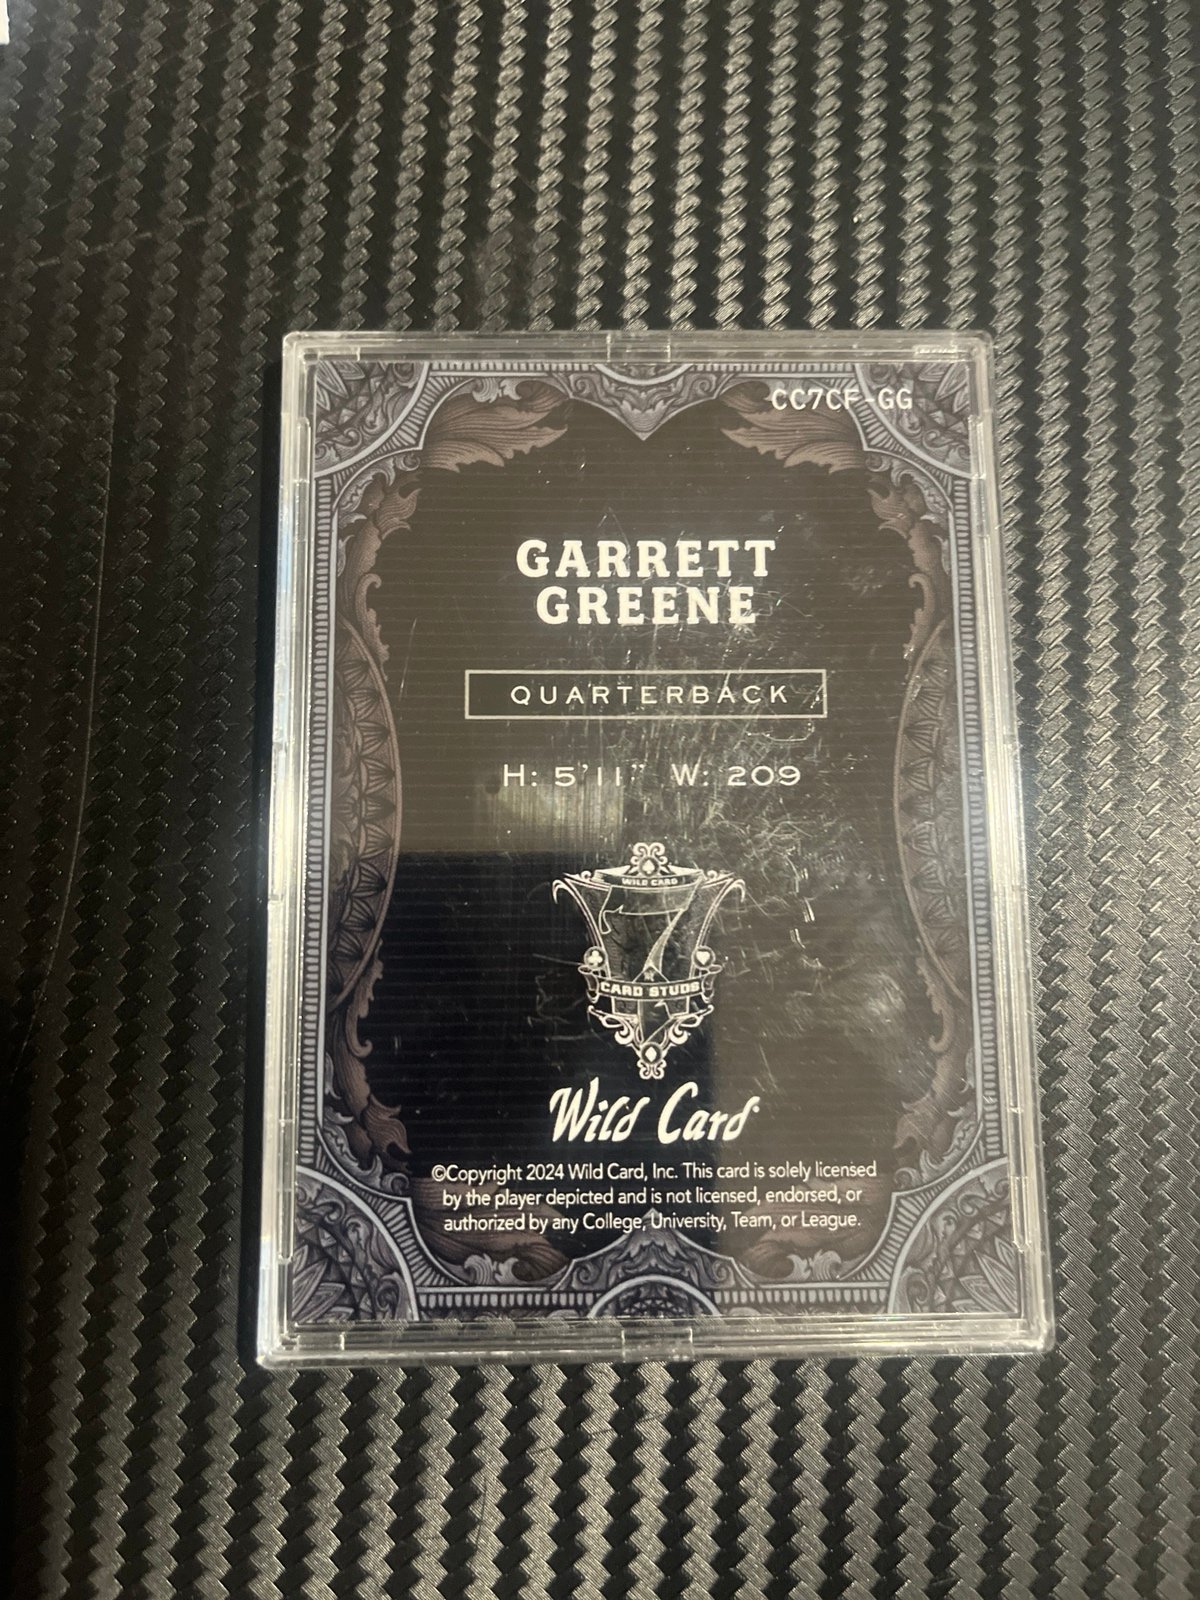 CC7CF-GG
GARRETT
GREENE
QUARTERBACK
H: 5'11" W: 209
WILD CARD
7
CARD STUDS
Wild Card
©Copyright 2024 Wild Card, Inc. This card is solely licensed
by the player depicted and is not licensed, endorsed, or
authorized by any College, University, Team, or League.